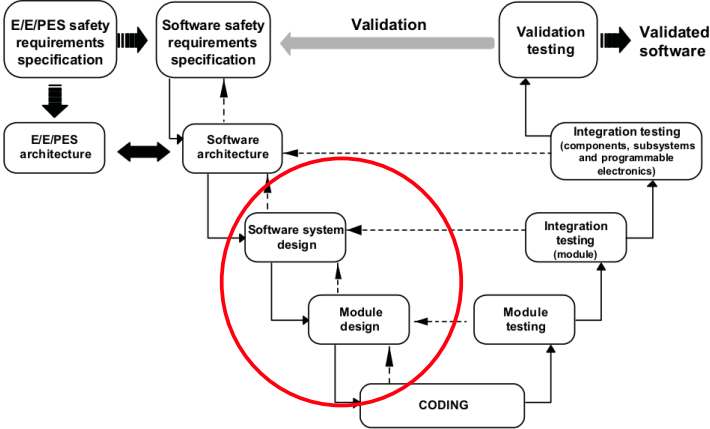 E/E/PES safety
requirements
specification
Software safety
requirements
specification
Validation
Validation
testing
Validated
software
E/E/PES
architecture
Software
architecture
Integration testing
(components, subsystems
and programmable
electronics)
Software system
design
Integration
testing
(module)
Module
design
Module
testing
CODING